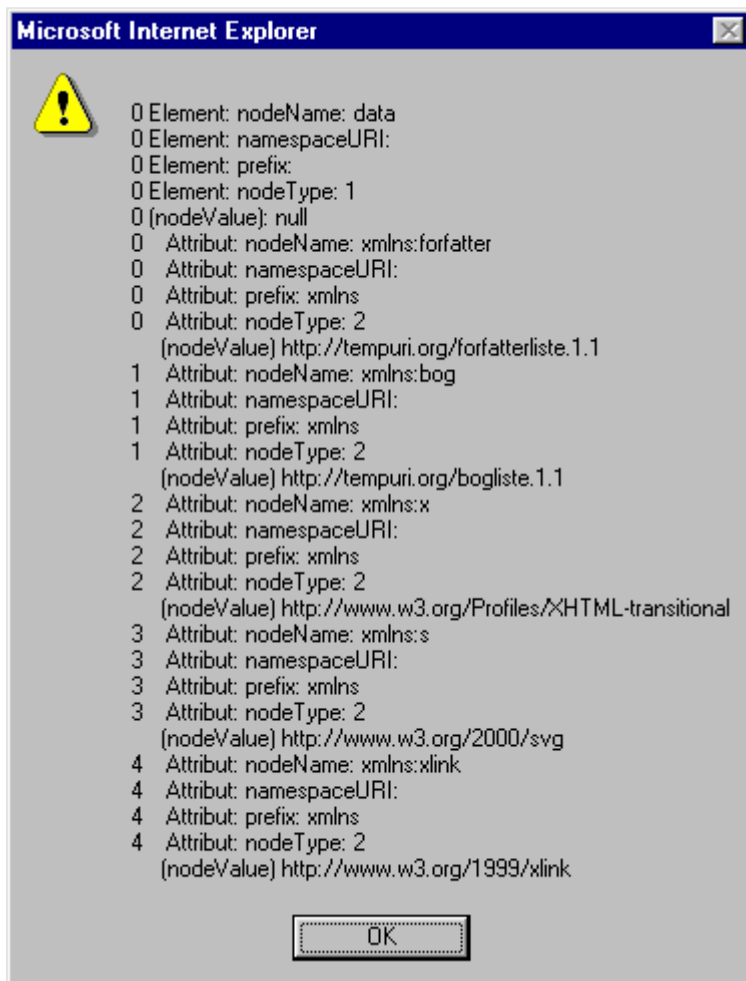 Microsoft Internet Explorer
0 Element: nodeName: data
0 Element: namespaceURI:
0 Element: prefix:
0 Element: nodeType: 1
0 (nodeValue): null
0 Attribut: nodeName: xmlns:forfatter
0 Attribut: namespaceURI:
0 Attribut: prefix: xmlns
0 Attribut: nodeType: 2
(nodeValue) http://tempuri.org/forfatterliste.1.1
1 Attribut: nodeName: xmlns:bog
1 Attribut: namespaceURI:
1 Attribut: prefix: xmlns
1 Attribut: nodeType: 2
(nodeValue) http://tempuri.org/bogliste.1.1
2 Attribut: nodeName: xmlns:x
2 Attribut: namespaceURI:
2 Attribut: prefix: xmlns
2 Attribut: nodeType: 2
(nodeValue) http://www.w3.org/Profiles/XHTML-transitional
3 Attribut: nodeName: xmlns:s
3 Attribut: namespaceURI:
3 Attribut: prefix: xmlns
3 Attribut: nodeType: 2
(nodeValue) http://www.w3.org/2000/svg
4 Attribut: nodeName: xmlns:xlink
4 Attribut: namespaceURI:
4 Attribut: prefix: xmlns
4 Attribut: nodeType: 2
(nodeValue) http://www.w3.org/1999/xlink
OK